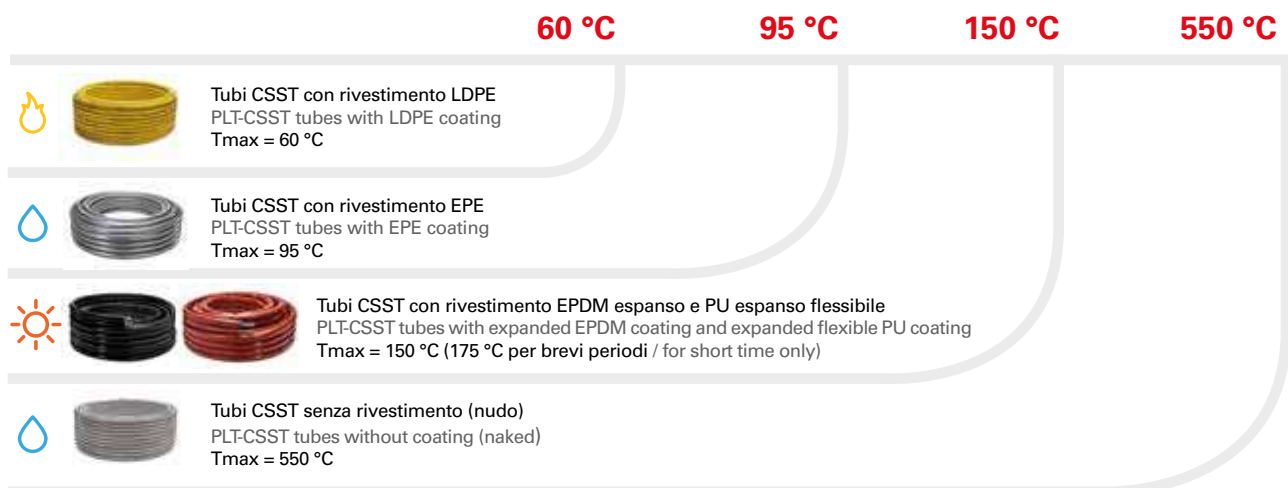 60 °C 95 °C 150 °C 550 °C
Tubi CSST con rivestimento LDPE
PLT-CSST tubes with LDPE coating
Tmax = 60 °C
Tubi CSST con rivestimento EPE
PLT-CSST tubes with EPE coating
Tmax = 95 °C
Tubi CSST con rivestimento EPDM espanso e PU espanso flessibile
PLT-CSST tubes with expanded EPDM coating and expanded flexible PU coating
Tmax = 150 °C (175 °C per brevi periodi / for short time only)
Tubi CSST senza rivestimento (nudo)
PLT-CSST tubes without coating (naked)
Tmax = 550 °C